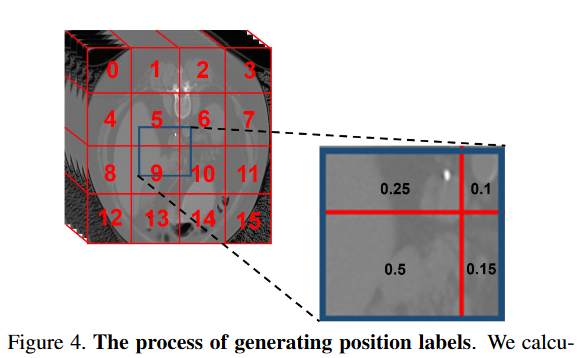 0 1 2 3
4 5 6 7
8 9 10 11
12 13 14 15
0.25 0.1
0.5 0.15
Figure 4. The process of generating position labels. We calcu-